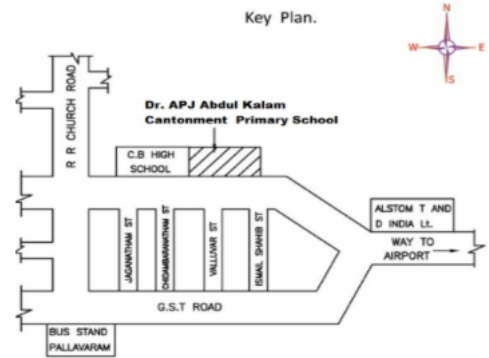 Key Plan.
N
W
E
S
R R CHURCH ROAD
Dr. APJ Abdul Kalam
Cantonment Primary School
C.B HIGH
SCHOOL
ALSTOM T AND
D INDIA Lt.
WAY TO
AIRPORT
JAGANATHAM ST
CHIDAMBARANATHAM ST
VALLUVAR ST
ISMAIL SHAHIB ST
G.S.T ROAD
BUS STAND
PALLAVARAM